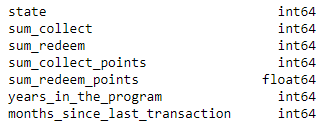 state int64
sum_collect int64
sum_redeem int64
sum_collect_points int64
sum_redeem_points float64
years_in_the_program int64
months_since_last_transaction int64